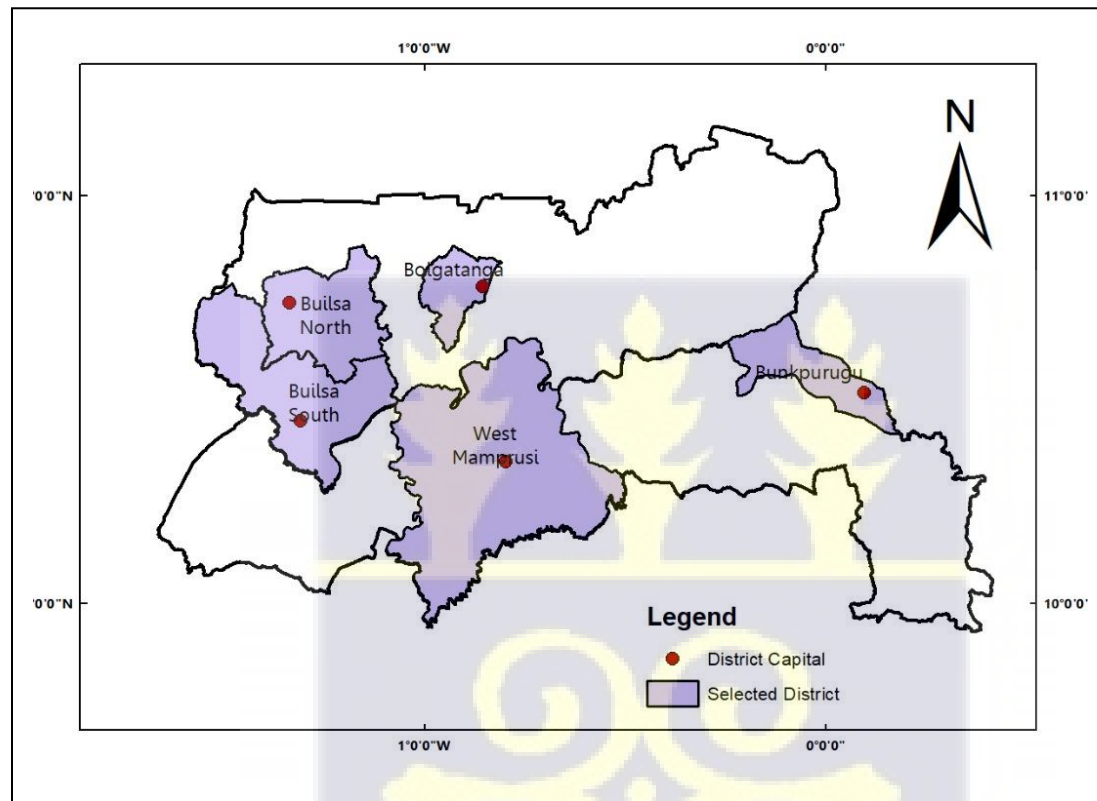 1°0'0"W 0°0'0"
N
'0'0"N 11°0'0'
Bolgatanga
Builsa
North
Bunkpurugu
Builsa
South
West
Mamprusi
'0'0"N 10°0'0'
Legend
District Capital
Selected District
1°0'0"W 0°0'0"